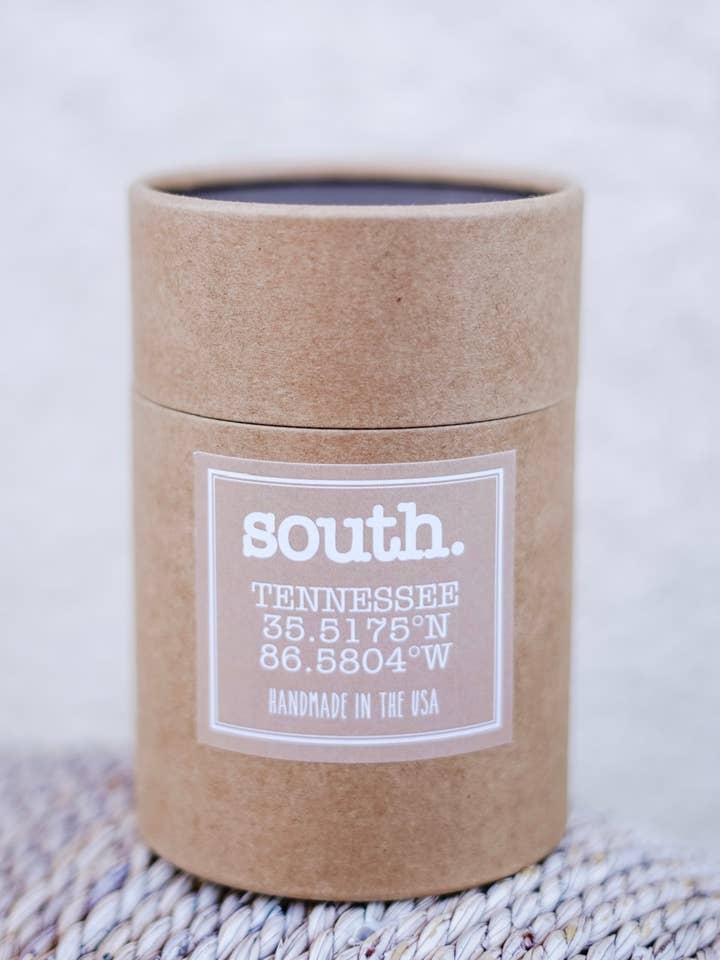 south.
TENNESSEE
35.5175°N
86.5804°W
HANDMADE IN THE USA